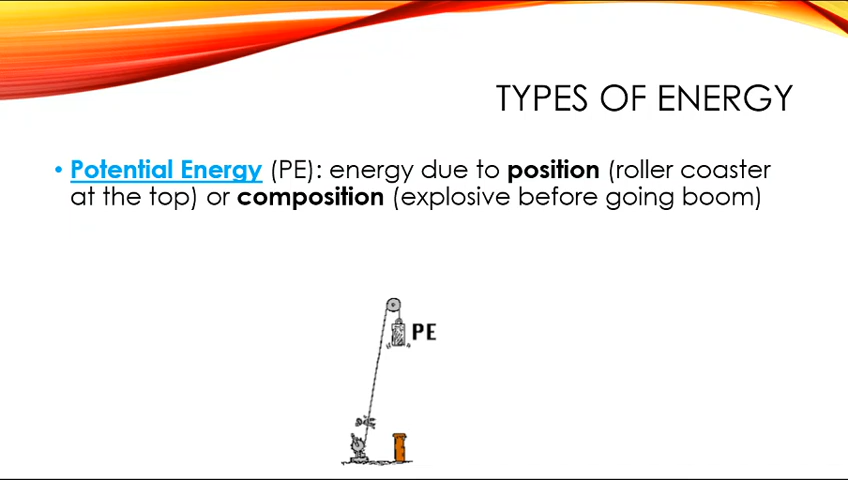 TYPES OF ENERGY
• Potential Energy (PE): energy due to position (roller coaster
at the top) or composition (explosive before going boom)
PE